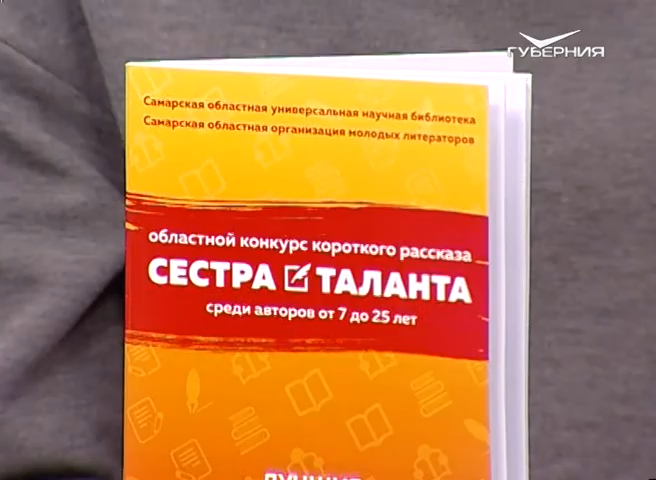 ГУБЕРНИЯ
Самарская областная универсальная научная библиотека
Самарская областная организация молодых литераторов
областной конкурс короткого рассказа
СЕСТРА ТАЛАНТА
среди авторов от 7 до 25 лет